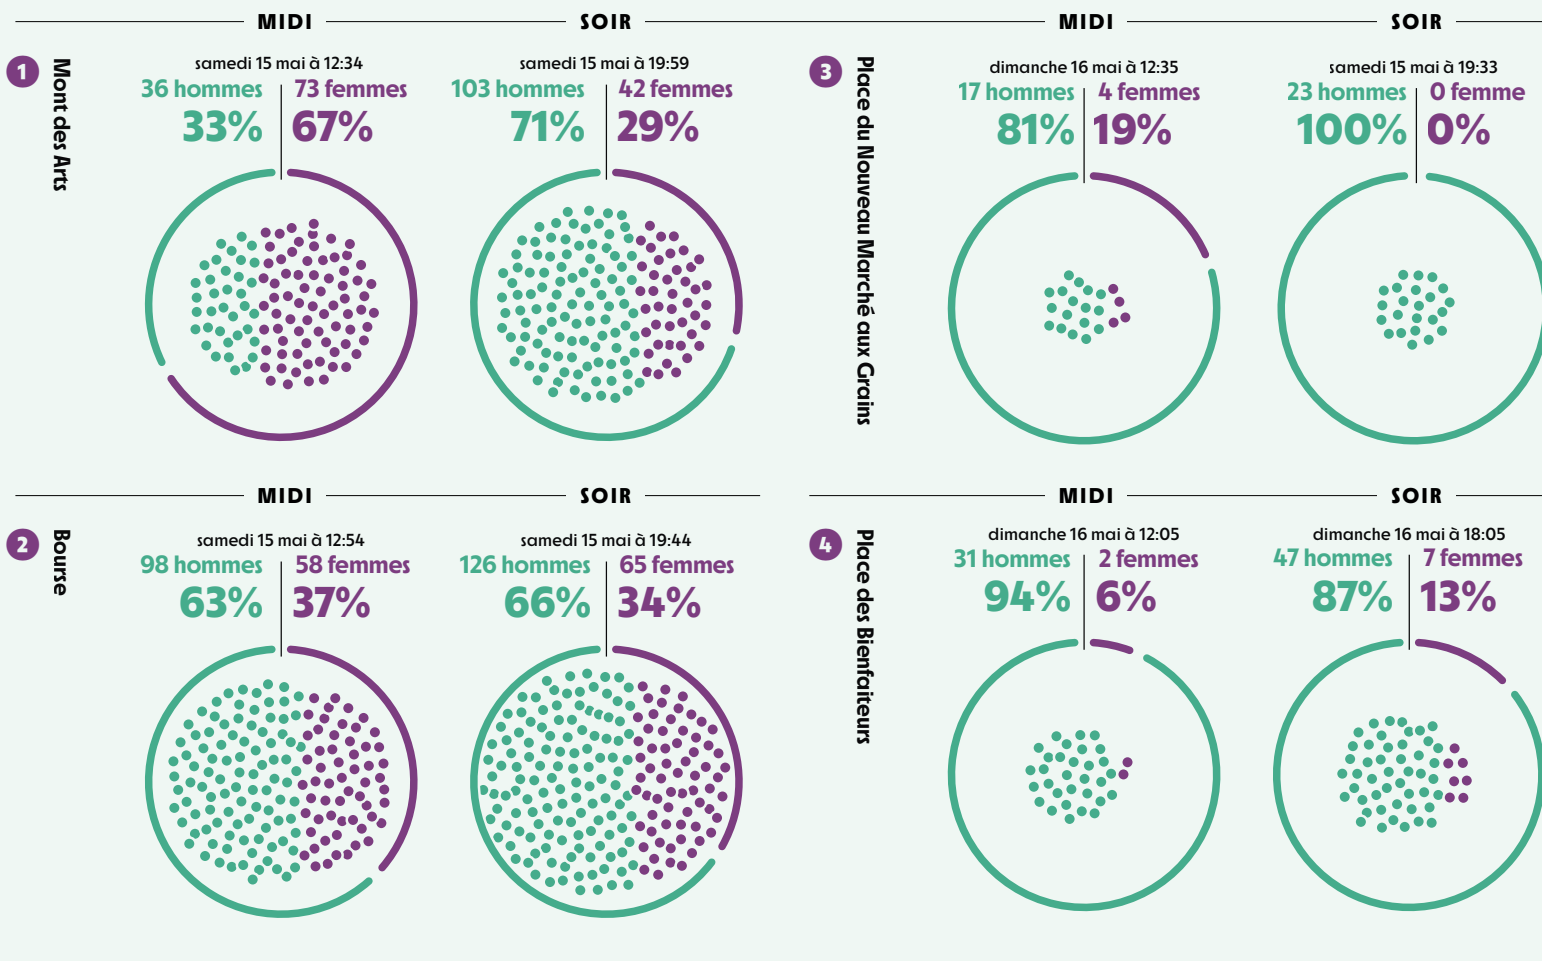 MIDI
SOIR
1
Mont des Arts
samedi 15 mai à 12:34
36 hommes
73 femmes
33%
67%
samedi 15 mai à 19:59
103 hommes
42 femmes
71%
29%
MIDI
SOIR
3
Place du Nouveau Marché aux Grains
dimanche 16 mai à 12:35
17 hommes
4 femmes
81%
19%
samedi 15 mai à 19:33
23 hommes
0 femme
100%
0%
MIDI
SOIR
2
Bourse
samedi 15 mai à 12:54
98 hommes
58 femmes
63%
37%
samedi 15 mai à 19:44
126 hommes
65 femmes
66%
34%
MIDI
SOIR
4
Place des Bienfaiteurs
dimanche 16 mai à 12:05
31 hommes
2 femmes
94%
6%
dimanche 16 mai à 18:05
47 hommes
7 femmes
87%
13%